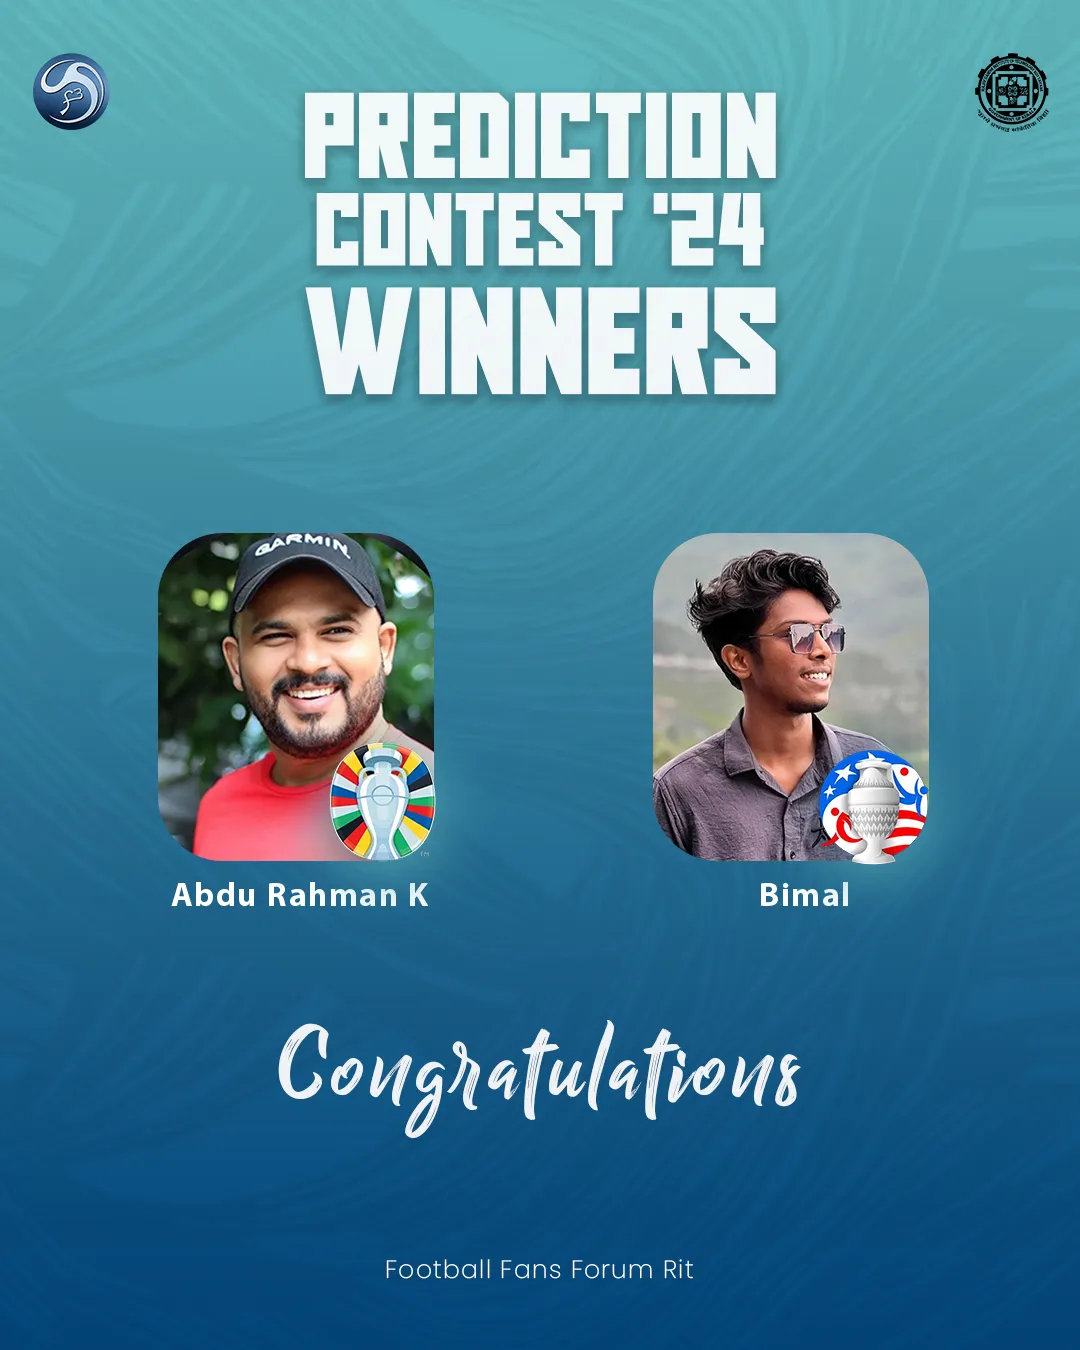 PREDICTION
CONTEST '24
WINNERS
GARMIN
Abdu Rahman K
Bimal
Congratulations
Football Fans Forum Rit